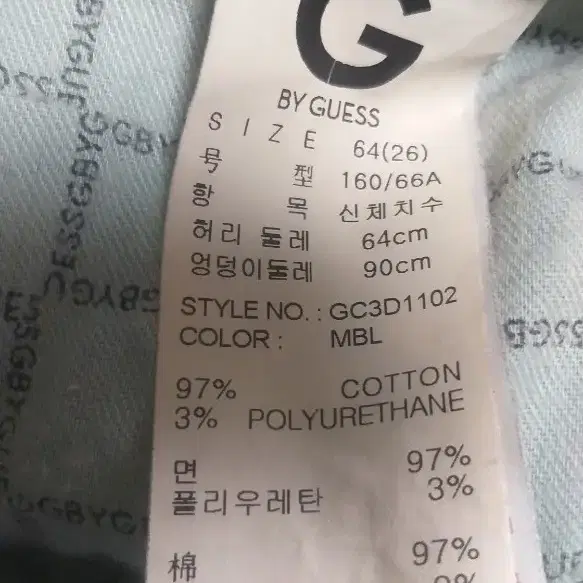 G
BY GUESS
SIZE 64(26)
号 型 160/66A
항 목 신체치수
허리 둘레 64cm
엉덩이둘레 90cm
STYLE NO. : GC3D1102
COLOR : MBL
97% COTTON
3% POLYURETHANE
면 97%
폴리우레탄 3%
棉 97%